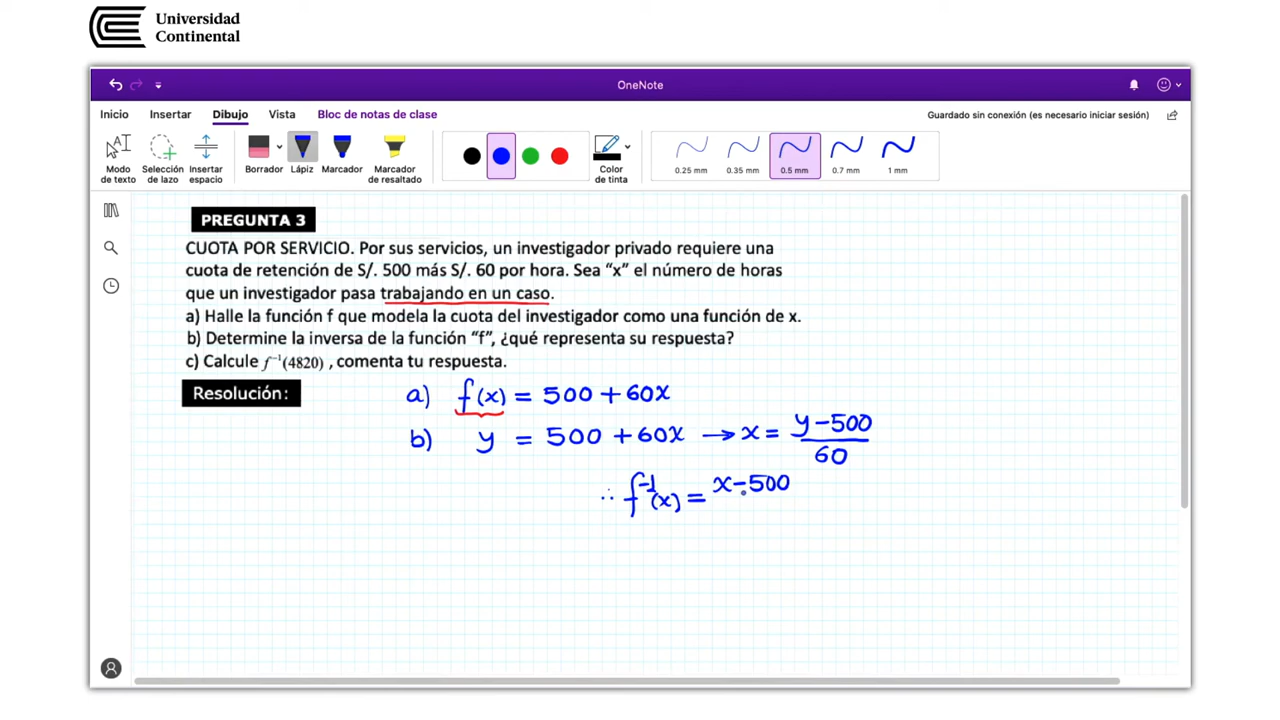 Universidad
Continental
OneNote
Inicio Insertar Dibujo Vista Bloc de notas de clase
Guardado sin conexión (es necesario iniciar sesión)
Modo de texto
Selección de lazo
Insertar espacio
Borrador
Lápiz
Marcador
Marcador de resaltado
Color de tinta
0.25 mm 0.35 mm 0.5 mm 0.7 mm 1 mm
PREGUNTA 3
CUOTA POR SERVICIO. Por sus servicios, un investigador privado requiere una
cuota de retención de S/. 500 más S/. 60 por hora. Sea “x” el número de horas
que un investigador pasa trabajando en un caso.
a) Halle la función f que modela la cuota del investigador como una función de x.
b) Determine la inversa de la función “f”, ¿qué representa su respuesta?
c) Calcule f⁻¹(4820) , comenta tu respuesta.
Resolución:
a) f(x) = 500 + 60x
b) y = 500 + 60x → x = y-500
60
∴ f⁻¹(x) = x-500